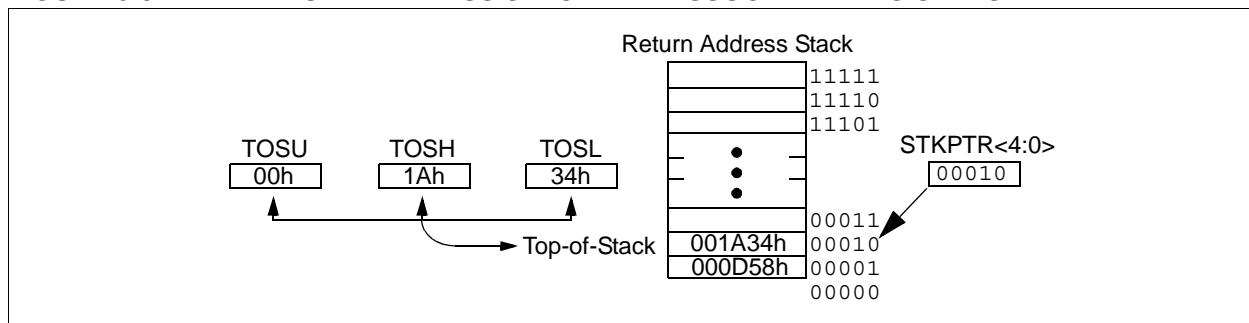 Return Address Stack
11111
11110
11101
TOSU TOSH TOSL STKPTR<4:0>
00h 1Ah 34h 00010
00011
Top-of-Stack 001A34h 00010
000D58h 00001
00000